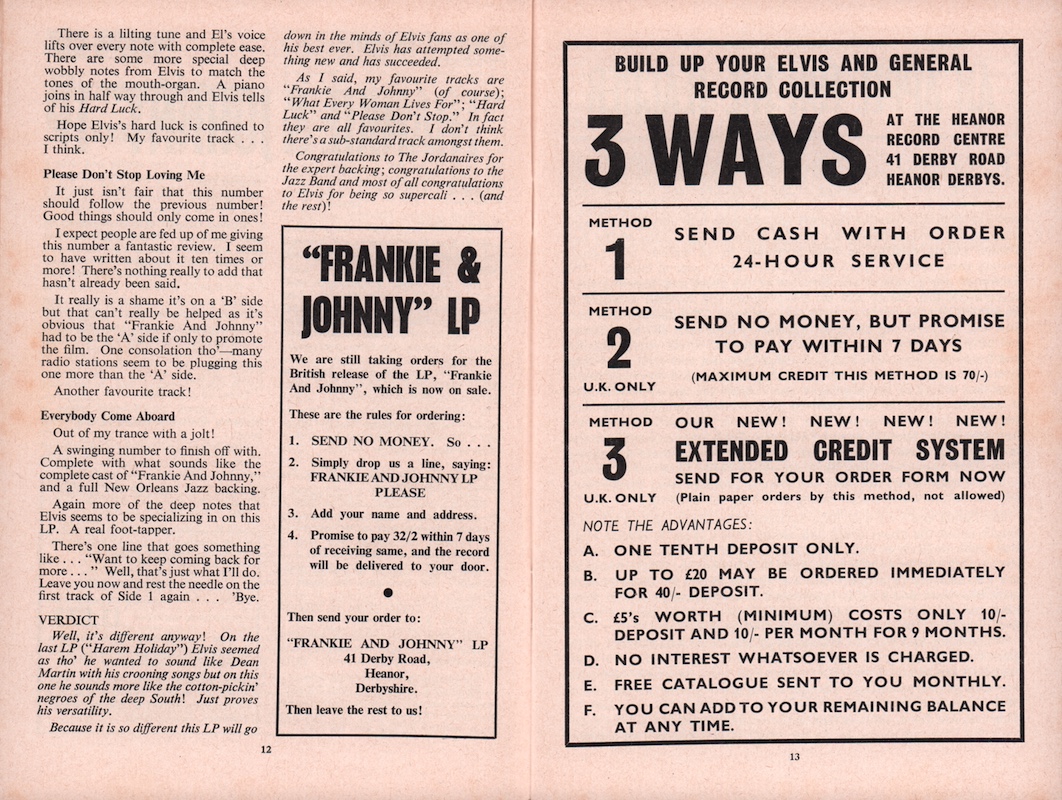 There is a lilting tune and El's voice
lifts over every note with complete ease.
There are some more special deep
wobbly notes from Elvis to match the
tones of the mouth-organ. A piano
joins in half way through and Elvis tells
of his Hard Luck.
Hope Elvis's hard luck is confined to
scripts only! My favourite track . . .
I think.
Please Don't Stop Loving Me
It just isn't fair that this number
should follow the previous number!
Good things should only come in ones!
I expect people are fed up of me giving
this number a fantastic review. I seem
to have written about it ten times or
more! There's nothing really to add that
hasn't already been said.
It really is a shame it's on a 'B' side
but that can't really be helped as it's
obvious that "Frankie And Johnny"
had to be the 'A' side if only to promote
the film. One consolation tho'—many
radio stations seem to be plugging this
one more than the 'A' side.
Another favourite track!
Everybody Come Aboard
Out of my trance with a jolt!
A swinging number to finish off with.
Complete with what sounds like the
complete cast of "Frankie And Johnny,"
and a full New Orleans Jazz backing.
Again more of the deep notes that
Elvis seems to be specializing in on this
LP. A real foot-tapper.
There's one line that goes something
like . . . "Want to keep coming back for
more . . . " Well, that's just what I'll do.
Leave you now and rest the needle on the
first track of Side 1 again . . . 'Bye.
VERDICT
Well, it's different anyway! On the
last LP ("Harem Holiday") Elvis seemed
as tho' he wanted to sound like Dean
Martin with his crooning songs but on this
one he sounds more like the cotton-pickin'
negroes of the deep South! Just proves
his versatility.
Because it is so different this LP will go
down in the minds of Elvis fans as one of
his best ever. Elvis has attempted some-
thing new and has succeeded.
As I said, my favourite tracks are
"Frankie And Johnny" (of course);
"What Every Woman Lives For"; "Hard
Luck" and "Please Don't Stop." In fact
they are all favourites. I don't think
there's a sub-standard track amongst them.
Congratulations to The Jordanaires for
the expert backing; congratulations to the
Jazz Band and most of all congratulations
to Elvis for being so supercali . . . (and
the rest)!
"FRANKIE &
JOHNNY" LP
We are still taking orders for the
British release of the LP, "Frankie
And Johnny", which is now on sale.
These are the rules for ordering:
1. SEND NO MONEY. So . . .
2. Simply drop us a line, saying:
FRANKIE AND JOHNNY LP
PLEASE
3. Add your name and address.
4. Promise to pay 32/2 within 7 days
of receiving same, and the record
will be delivered to your door.
●
Then send your order to:
"FRANKIE AND JOHNNY" LP
41 Derby Road,
Heanor,
Derbyshire.
Then leave the rest to us!
12
BUILD UP YOUR ELVIS AND GENERAL
RECORD COLLECTION
3 WAYS
AT THE HEANOR
RECORD CENTRE
41 DERBY ROAD
HEANOR DERBYS.
METHOD
1
SEND CASH WITH ORDER
24-HOUR SERVICE
METHOD
2
U.K. ONLY
SEND NO MONEY, BUT PROMISE
TO PAY WITHIN 7 DAYS
(MAXIMUM CREDIT THIS METHOD IS 70/-)
METHOD
3
U.K. ONLY
OUR NEW! NEW! NEW! NEW!
EXTENDED CREDIT SYSTEM
SEND FOR YOUR ORDER FORM NOW
(Plain paper orders by this method, not allowed)
NOTE THE ADVANTAGES:
A. ONE TENTH DEPOSIT ONLY.
B. UP TO £20 MAY BE ORDERED IMMEDIATELY
FOR 40/- DEPOSIT.
C. £5's WORTH (MINIMUM) COSTS ONLY 10/-
DEPOSIT AND 10/- PER MONTH FOR 9 MONTHS.
D. NO INTEREST WHATSOEVER IS CHARGED.
E. FREE CATALOGUE SENT TO YOU MONTHLY.
F. YOU CAN ADD TO YOUR REMAINING BALANCE
AT ANY TIME.
13